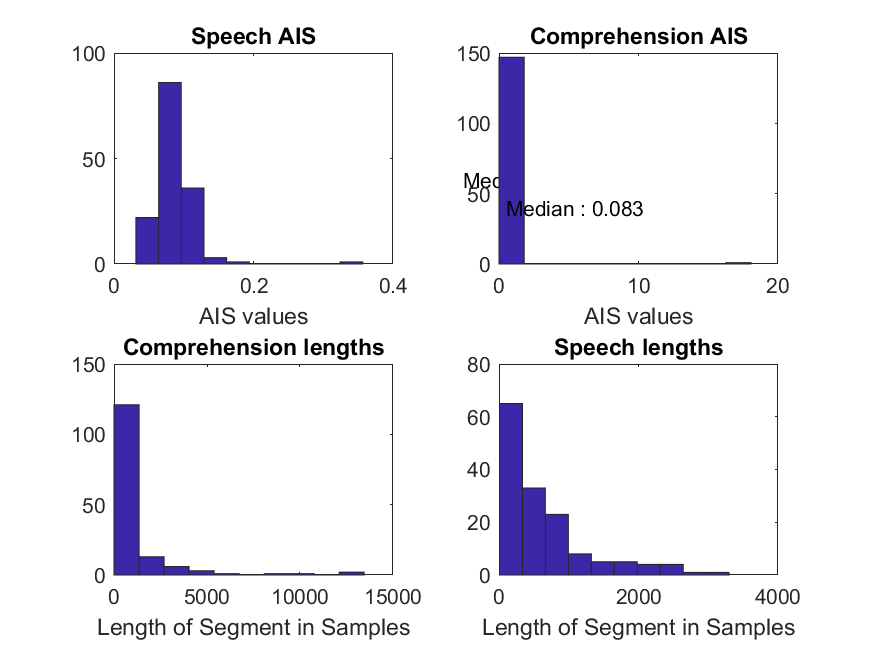 Speech AIS
100
50
0
0 0.2 0.4
AIS values
Comprehension AIS
150
100
50
0
Med
Median : 0.083
0 10 20
AIS values
Comprehension lengths
150
100
50
0
0 5000 10000 15000
Length of Segment in Samples
Speech lengths
80
60
40
20
0
0 2000 4000
Length of Segment in Samples